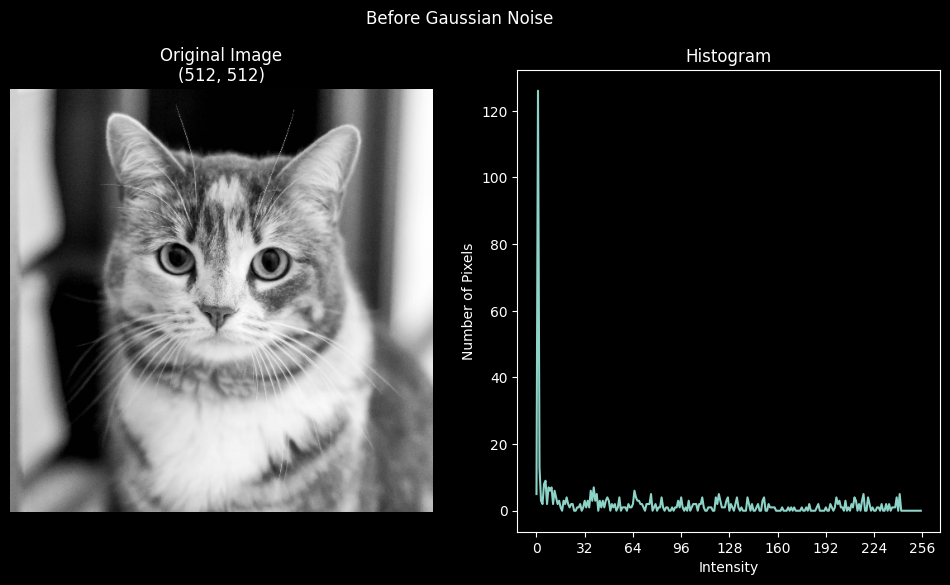 Before Gaussian Noise
Original Image
(512, 512)
Histogram
Number of Pixels
120
100
80
60
40
20
0
0 32 64 96 128 160 192 224 256
Intensity